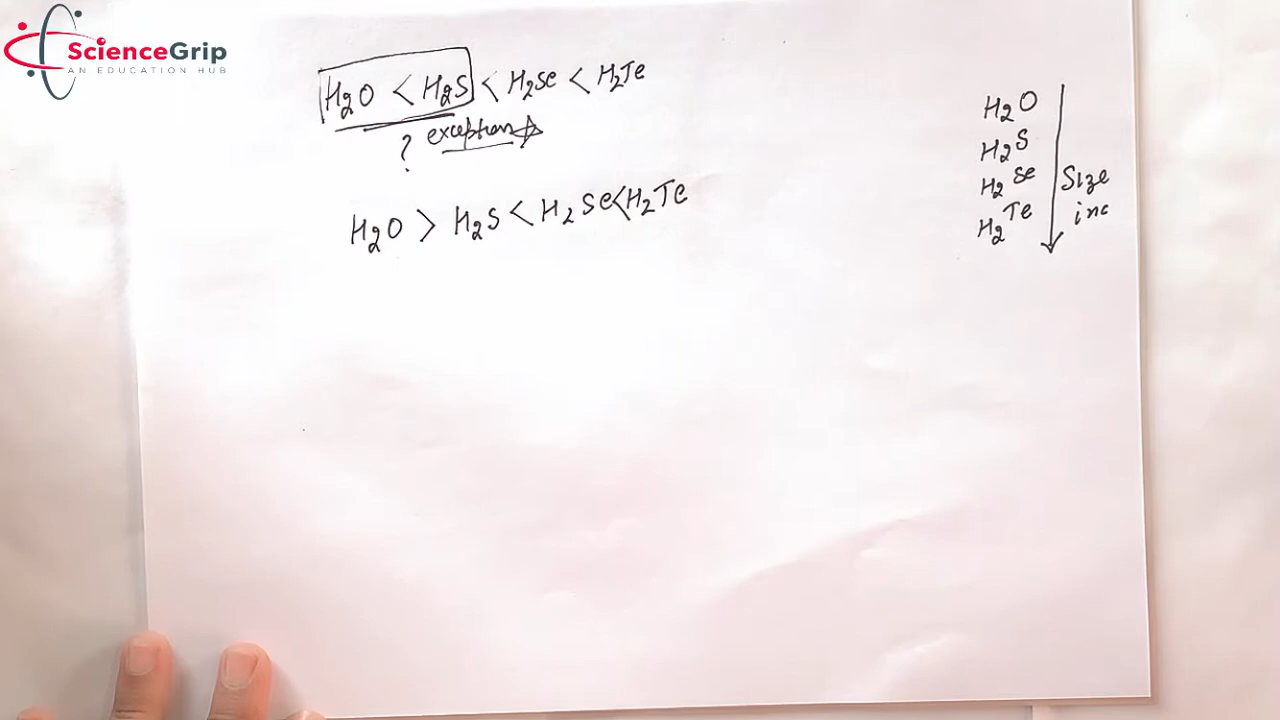 ScienceGrip
AN EDUCATION HUB
H₂O < H₂S < H₂Se < H₂Te
? exception
H₂O > H₂S < H₂Se < H₂Te
H₂O
H₂S
H₂Se
H₂Te
Size
inc